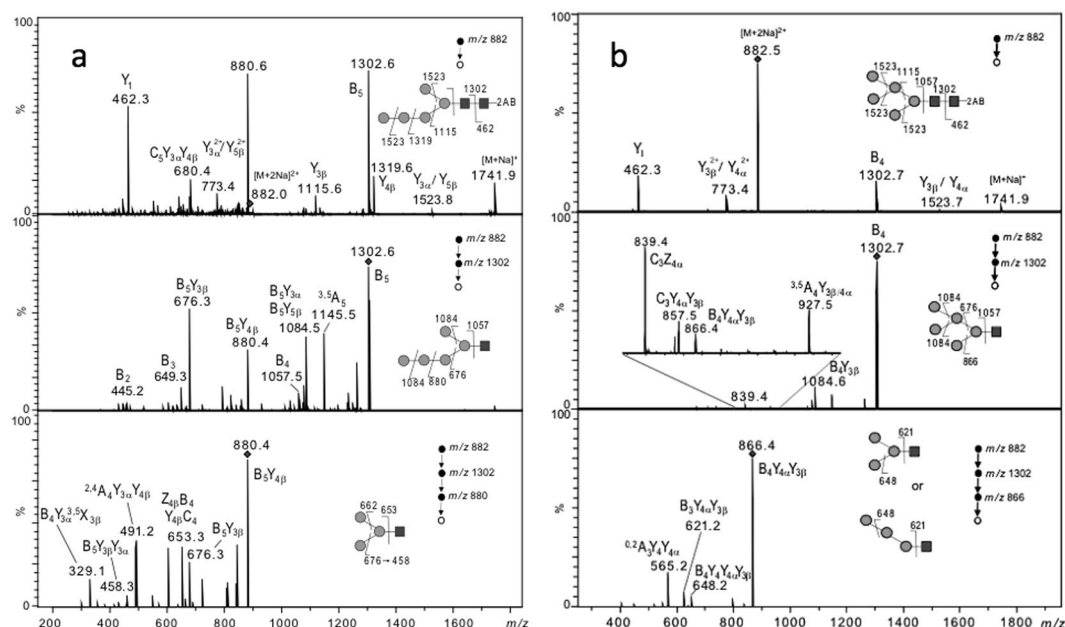 a
100
%
0
Y1
462.3
C5Y3αY4β
680.4
Y3α2+/Y5β2+
773.4
880.6
[M+2Na]2+
882.0
Y3β
1115.6
1302.6
B5
1319.6
Y4β
Y3α/Y5β
1523.8
[M+Na]+
1741.9
m/z 882
1523
1302
2AB
462
1115
1523
1319
100
%
0
B2
445.2
B3
649.3
B5Y3β
676.3
B5Y4β
880.4
B4
1057.5
B5Y3α
B5Y5β
1084.5
3,5A5
1145.5
1302.6
B5
m/z 882
m/z 1302
1084
1057
1084
880
676
100
%
0
B4Y3α3,5X3β
329.1
B5Y3βY3α
458.3
2,4A4Y3αY4β
491.2
Z4βB4
Y4βC4
653.3
B5Y3β
676.3
880.4
B5Y4β
m/z 882
m/z 1302
m/z 880
662
653
676→458
200
400
600
800
1000
1200
1400
1600
m/z
b
100
%
0
Y1
462.3
Y3β2+/ Y4α2+
773.4
[M+2Na]2+
882.5
B4
1302.7
Y3β / Y4α
1523.7
[M+Na]+
1741.9
m/z 882
1523
1115
1057
1302
2AB
462
1523
1523
%
0
839.4
C3Z4α
C3Y4αY3β
857.5
B4Y4αY3β
866.4
3,5A4Y3β/4α
927.5
B4Y3β
1084.6
839.4
B4
1302.7
m/z 882
m/z 1302
1084
676
1057
1084
866
100
%
0
0,2A3Y4Y4α
565.2
B3Y4αY3β
621.2
B4Y4Y4αY3β
648.2
866.4
B4Y4αY3β
621
648
or
648
621
m/z 882
m/z 1302
m/z 866
400
600
800
1000
1200
1400
1600
1800
m/z